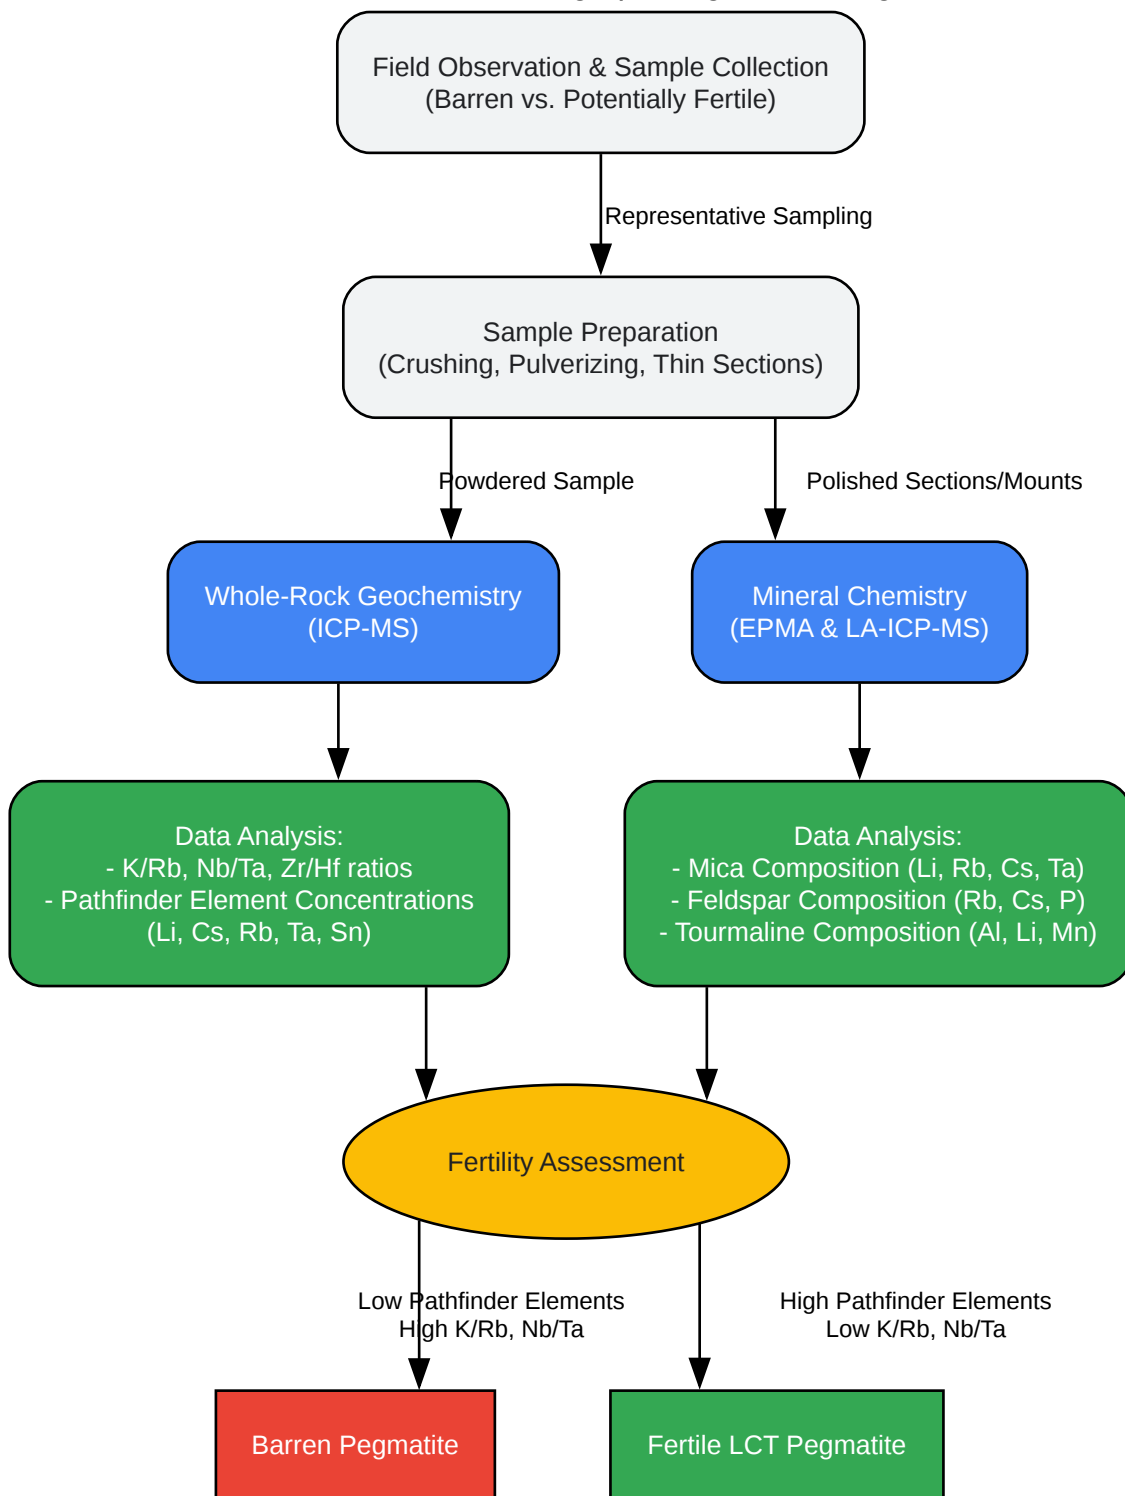 Field Observation & Sample Collection
(Barren vs. Potentially Fertile)
Representative Sampling
Sample Preparation
(Crushing, Pulverizing, Thin Sections)
Powdered Sample
Polished Sections/Mounts
Whole-Rock Geochemistry
(ICP-MS)
Mineral Chemistry
(EPMA & LA-ICP-MS)
Data Analysis:
- K/Rb, Nb/Ta, Zr/Hf ratios
- Pathfinder Element Concentrations
(Li, Cs, Rb, Ta, Sn)
Data Analysis:
- Mica Composition (Li, Rb, Cs, Ta)
- Feldspar Composition (Rb, Cs, P)
- Tourmaline Composition (Al, Li, Mn)
Fertility Assessment
Low Pathfinder Elements
High K/Rb, Nb/Ta
High Pathfinder Elements
Low K/Rb, Nb/Ta
Barren Pegmatite
Fertile LCT Pegmatite